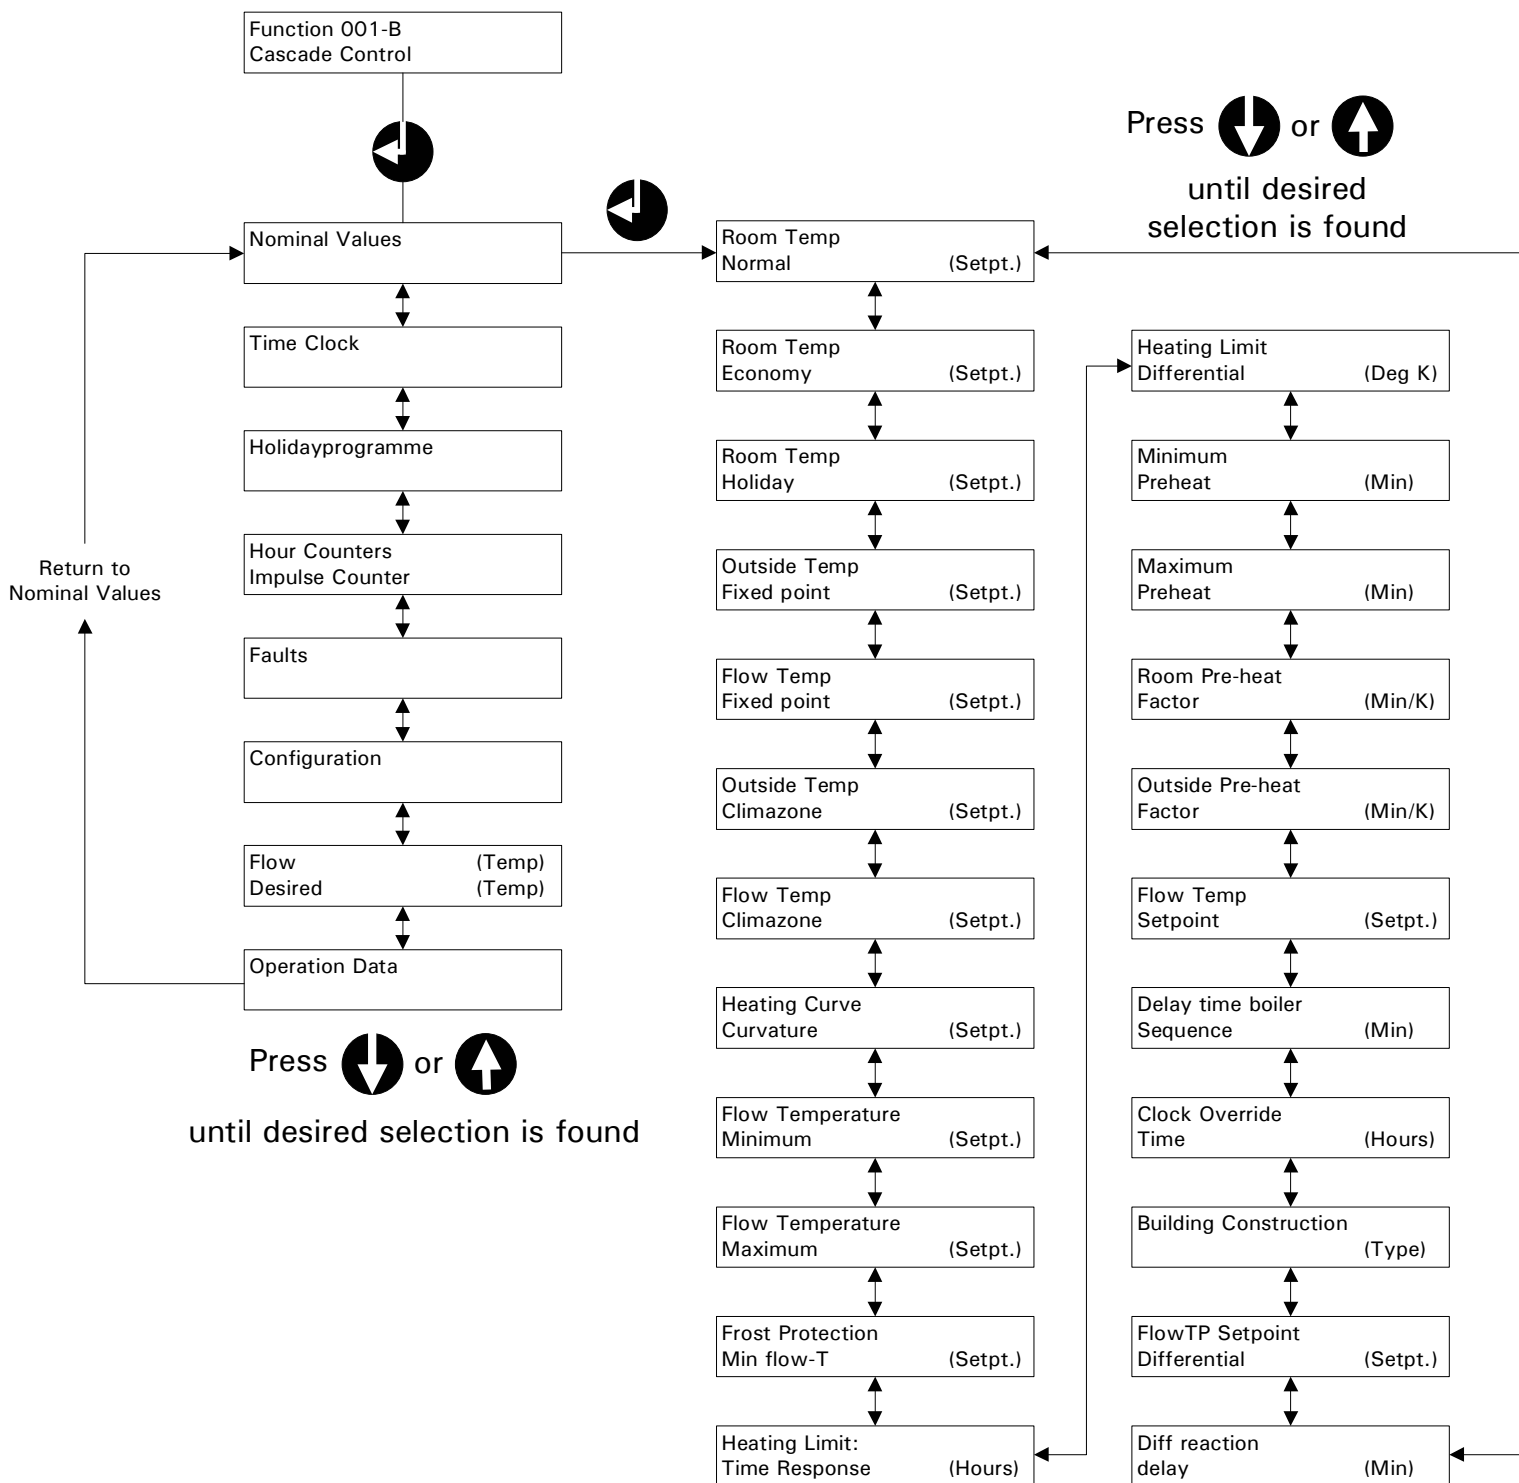 Function 001-B
Cascade Control
Press or
until desired
selection is found
Nominal Values
Time Clock
Holidayprogramme
Hour Counters
Impulse Counter
Faults
Configuration
Flow (Temp)
Desired (Temp)
Operation Data
Return to
Nominal Values
Press or
until desired selection is found
Room Temp
Normal (Setpt.)
Room Temp
Economy (Setpt.)
Room Temp
Holiday (Setpt.)
Outside Temp
Fixed point (Setpt.)
Flow Temp
Fixed point (Setpt.)
Outside Temp
Climazone (Setpt.)
Flow Temp
Climazone (Setpt.)
Heating Curve
Curvature (Setpt.)
Flow Temperature
Minimum (Setpt.)
Flow Temperature
Maximum (Setpt.)
Frost Protection
Min flow-T (Setpt.)
Heating Limit:
Time Response (Hours)
Heating Limit
Differential (Deg K)
Minimum
Preheat (Min)
Maximum
Preheat (Min)
Room Pre-heat
Factor (Min/K)
Outside Pre-heat
Factor (Min/K)
Flow Temp
Setpoint (Setpt.)
Delay time boiler
Sequence (Min)
Clock Override
Time (Hours)
Building Construction
(Type)
FlowTP Setpoint
Differential (Setpt.)
Diff reaction
delay (Min)